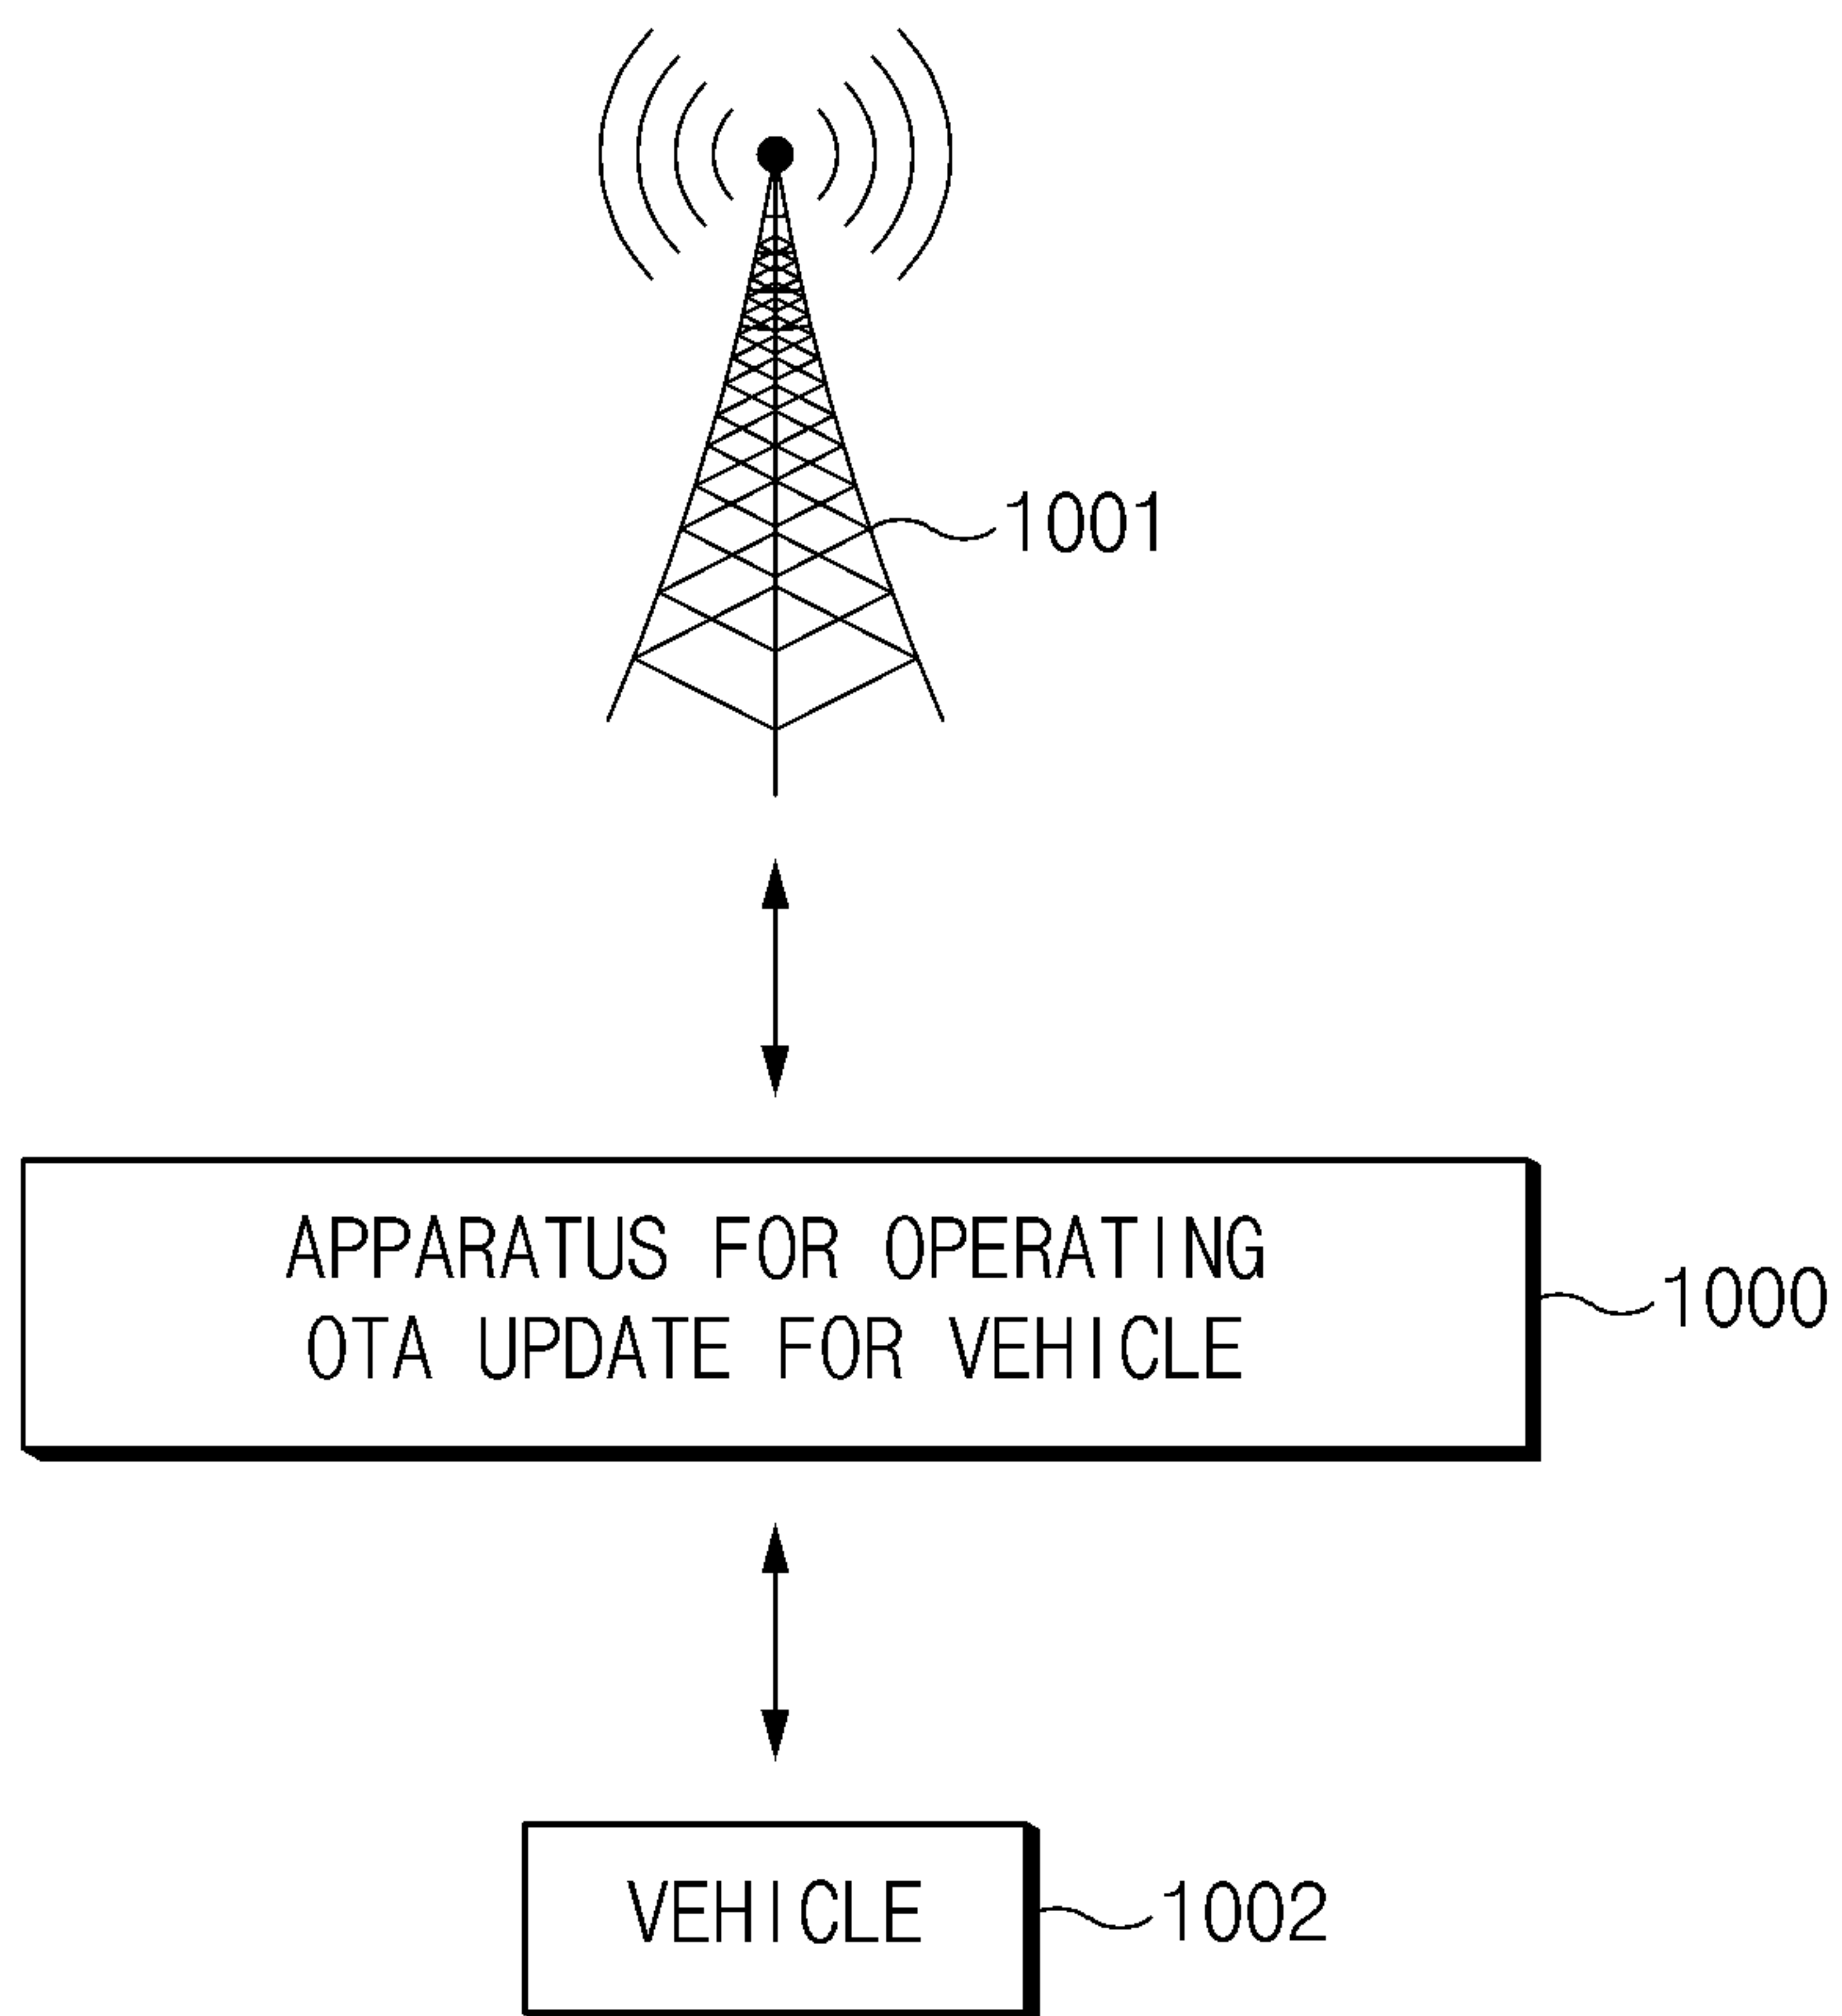 1001
APPARATUS FOR OPERATING
OTA UPDATE FOR VEHICLE
1000
VEHICLE
1002